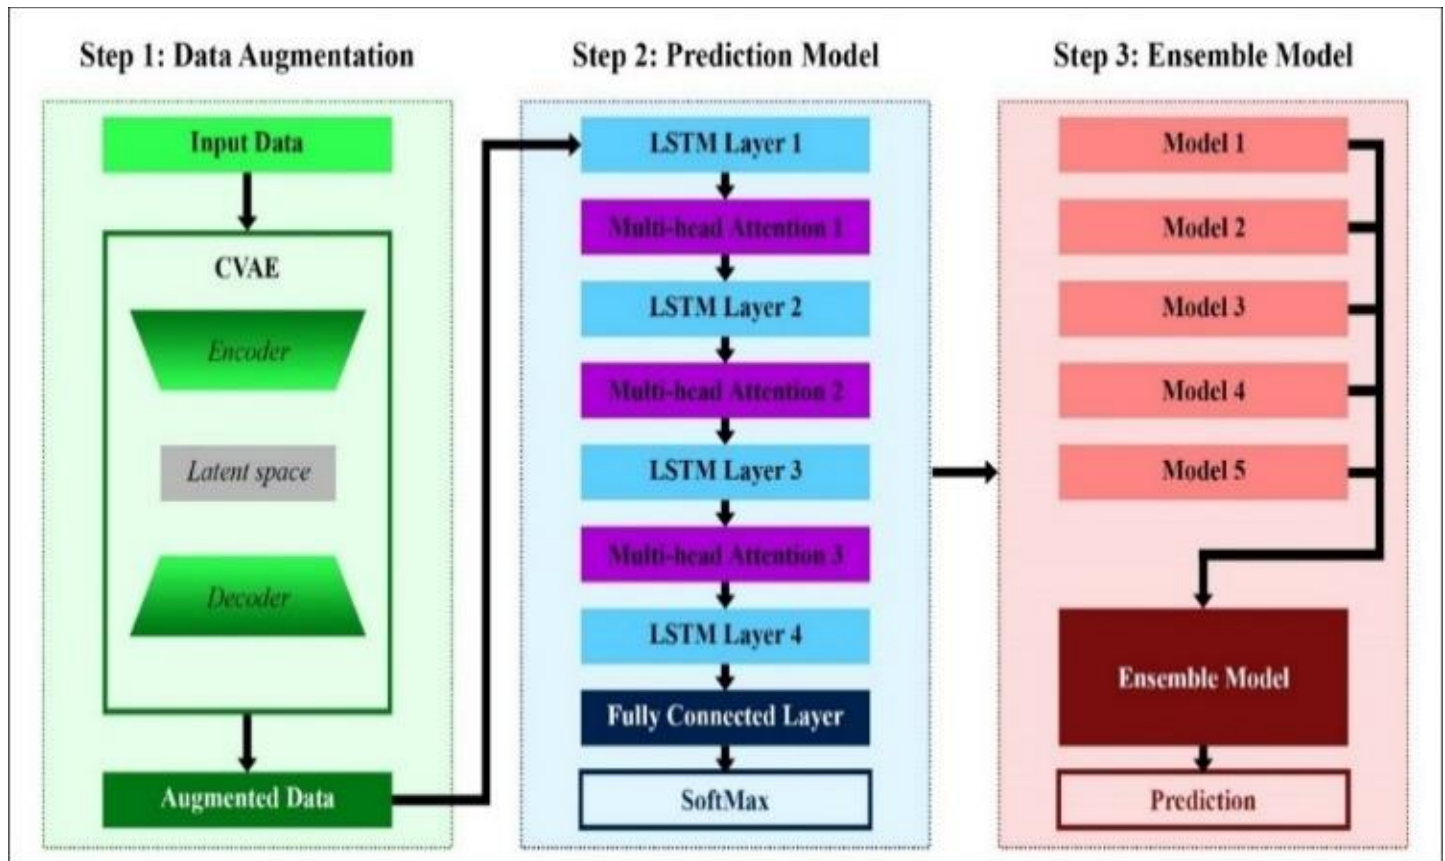 Step 1: Data Augmentation
Input Data
CVAE
Encoder
Latent space
Decoder
Augmented Data
Step 2: Prediction Model
LSTM Layer 1
Multi-head Attention 1
LSTM Layer 2
Multi-head Attention 2
LSTM Layer 3
Multi-head Attention 3
LSTM Layer 4
Fully Connected Layer
SoftMax
Step 3: Ensemble Model
Model 1
Model 2
Model 3
Model 4
Model 5
Ensemble Model
Prediction